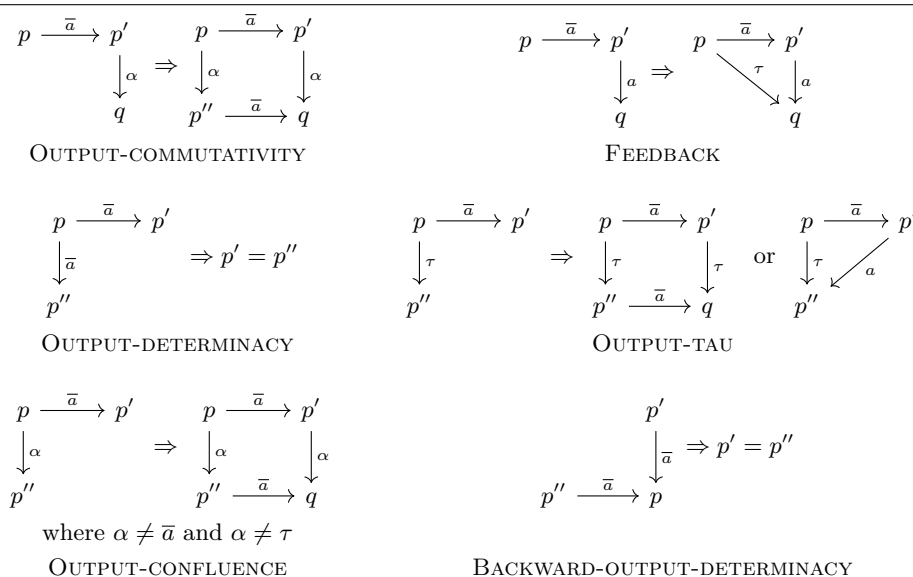 p —a̅→ p′ ⇒ p —a̅→ p′
↓α ↓α ↓α
q p″ —a̅→ q
OUTPUT-COMMUTATIVITY
p —a̅→ p′ ⇒ p —a̅→ p′
↓a τ ↓a
q q
FEEDBACK
p —a̅→ p′
↓a̅ ⇒ p′ = p″
p″
OUTPUT-DETERMINACY
p —a̅→ p′ p —a̅→ p′ p —a̅→ p′
↓τ ⇒ ↓τ ↓τ or ↓τ a
p″ p″ —a̅→ q p″
OUTPUT-TAU
p —a̅→ p′ p —a̅→ p′
↓α ⇒ ↓α ↓α
p″ p″ —a̅→ q
where α ≠ a̅ and α ≠ τ
OUTPUT-CONFLUENCE
p′
↓a̅ ⇒ p′ = p″
p″ —a̅→ p
BACKWARD-OUTPUT-DETERMINACY